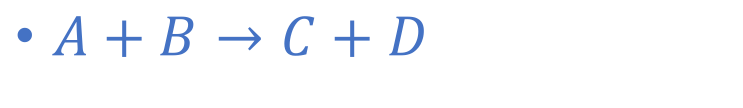 • A + B → C + D